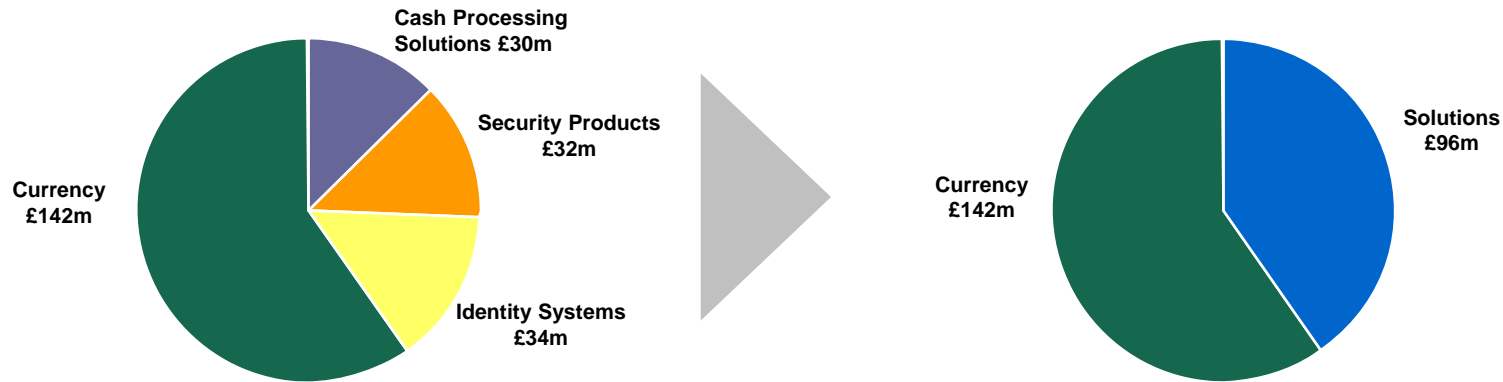 Cash Processing
Solutions £30m
Security Products
£32m
Currency
£142m
Identity Systems
£34m
Solutions
£96m
Currency
£142m